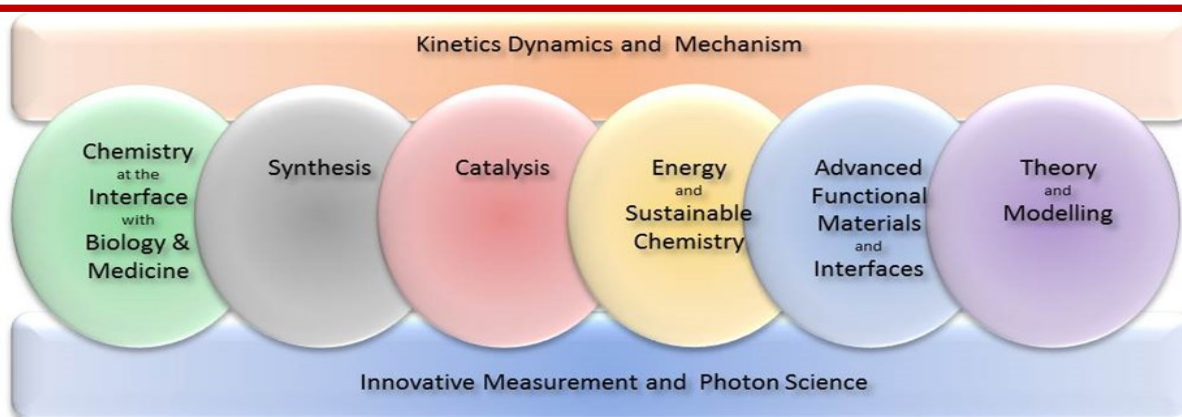 Kinetics Dynamics and Mechanism
Chemistry
at the
Interface
with
Biology &
Medicine
Synthesis
Catalysis
Energy
and
Sustainable
Chemistry
Advanced
Functional
Materials
and
Interfaces
Theory
and
Modelling
Innovative Measurement and Photon Science